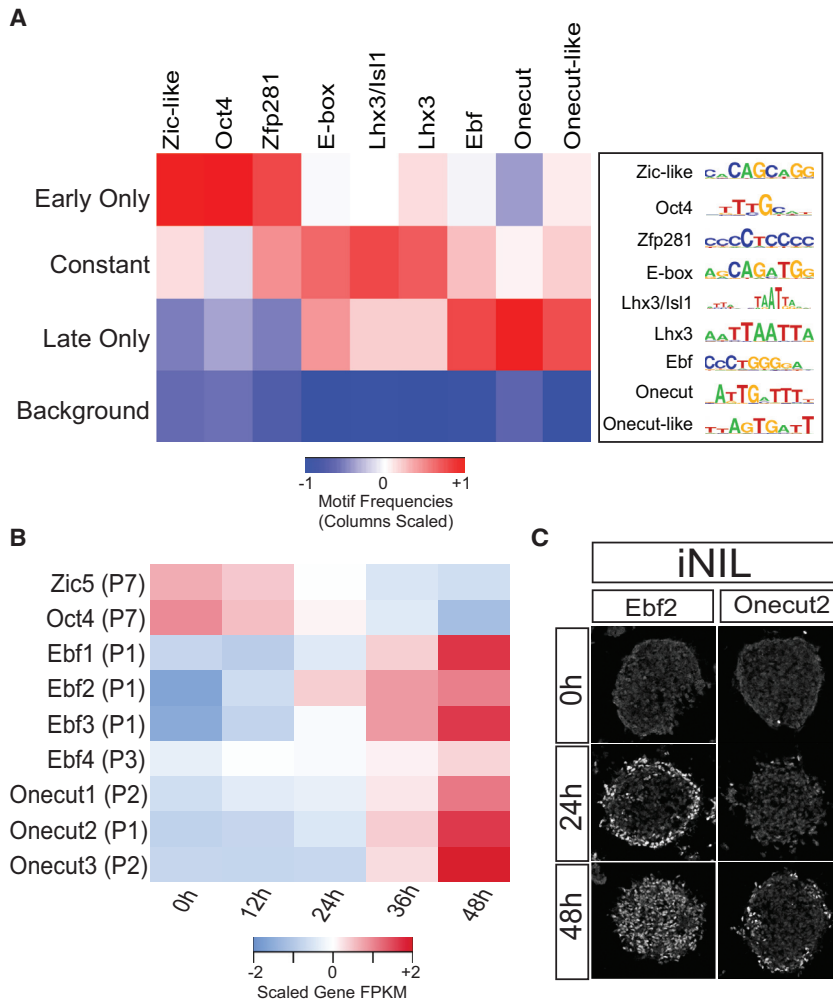 A
Zic-like
Oct4
Zfp281
E-box
Lhx3/Isl1
Lhx3
Ebf
Onecut
Onecut-like
Early Only
Constant
Late Only
Background
-1
0
+1
Motif Frequencies
(Columns Scaled)
Zic-like
Oct4
Zfp281
E-box
Lhx3/Isl1
Lhx3
Ebf
Onecut
Onecut-like
B
Zic5 (P7)
Oct4 (P7)
Ebf1 (P1)
Ebf2 (P1)
Ebf3 (P1)
Ebf4 (P3)
Onecut1 (P2)
Onecut2 (P1)
Onecut3 (P2)
0h
12h
24h
36h
48h
-2
0
+2
Scaled Gene FPKM
C
iNIL
Ebf2
Onecut2
0h
24h
48h